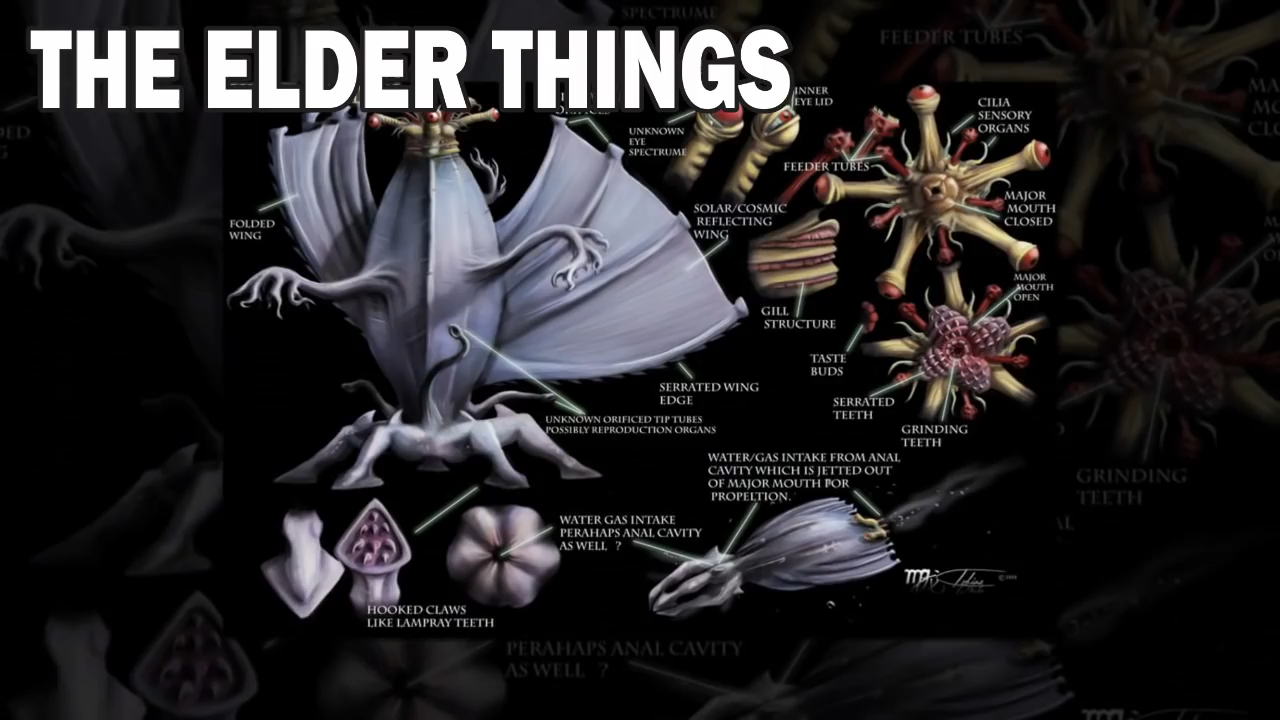 THE ELDER THINGS
SPECTRUME
FEEDER TUBES
INNER
EYE LID
UNKNOWN
EYE
SPECTRUME
CILIA
SENSORY
ORGANS
FEEDER TUBES
FOLDED
WING
SOLAR/COSMIC
REFLECTING
WING
MAJOR
MOUTH
CLOSED
MAJOR
MOUTH
OPEN
GILL
STRUCTURE
TASTE
BUDS
SERRATED WING
EDGE
SERRATED
TEETH
UNKNOWN ORIFICED TIP TUBES
POSSIBLY REPRODUCTION ORGANS
GRINDING
TEETH
WATER/GAS INTAKE FROM ANAL
CAVITY WHICH IS JETTED OUT
OF MAJOR MOUTH FOR
PROPELTION.
GRINDING
TEETH
WATER GAS INTAKE
PERAHAPS ANAL CAVITY
AS WELL ?
HOOKED CLAWS
LIKE LAMPRAY TEETH
PERAHAPS ANAL CAVITY
AS WELL ?